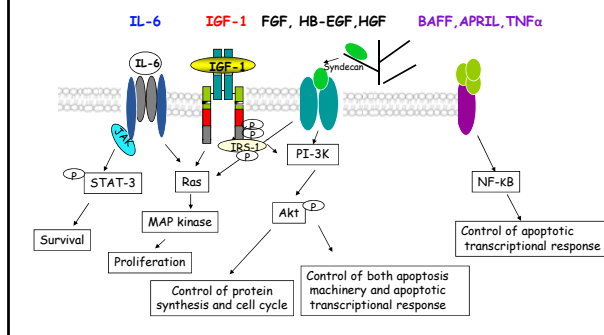 IL-6 IGF-1 FGF, HB-EGF,HGF BAFF,APRIL,TNFα
Syndecan
IL-6
IGF-1
JAK
P
P
IRS-1
P
PI-3K
P
STAT-3
Ras
NF-KB
Akt
P
MAP kinase
Survival
Proliferation
Control of apoptotic
transcriptional response
Control of protein
synthesis and cell cycle
Control of both apoptosis
machinery and apoptotic
transcriptional response